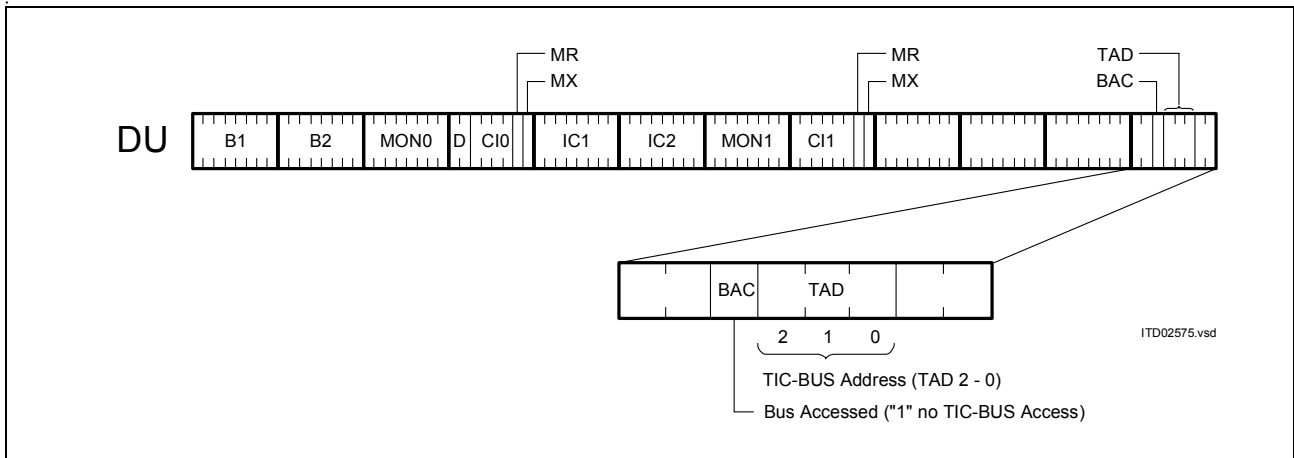 MR MR TAD
MX MX BAC
DU B1 B2 MON0 D CI0 IC1 IC2 MON1 CI1
BAC TAD
2 1 0
ITD02575.vsd
TIC-BUS Address (TAD 2 - 0)
Bus Accessed ("1" no TIC-BUS Access)